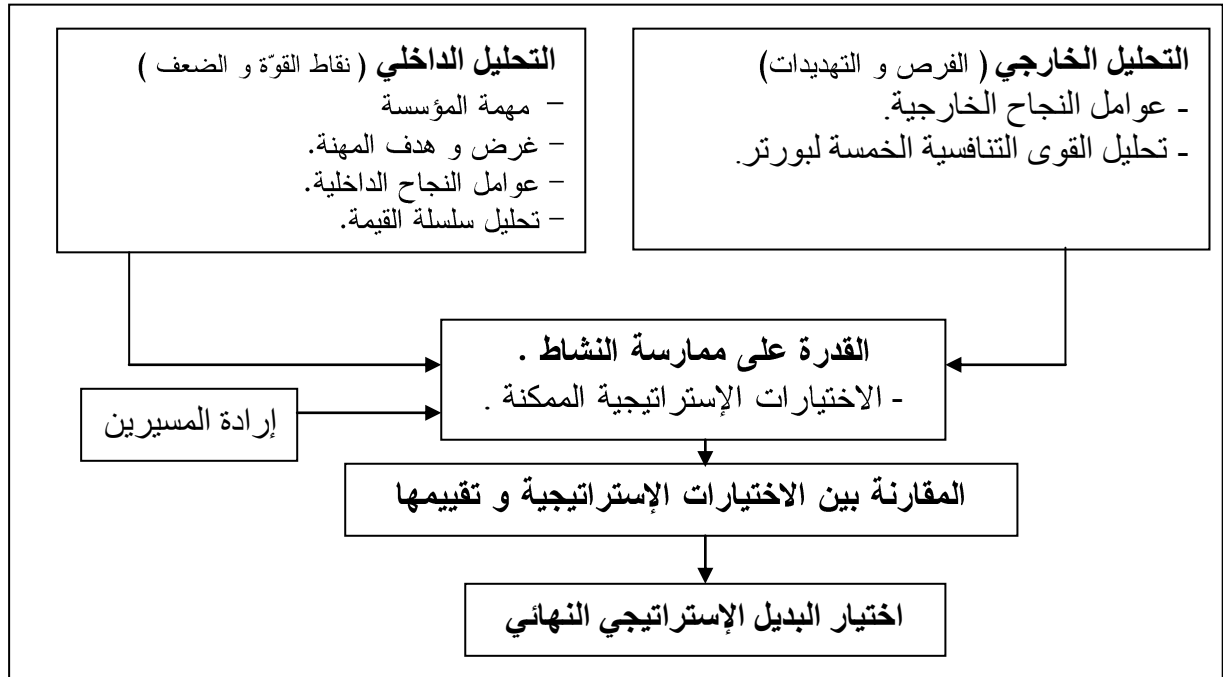 التحليل الخارجي ( الفرص و التهديدات)
- عوامل النجاح الخارجية.
- تحليل القوى التنافسية الخمسة لبورتر.
التحليل الداخلي ( نقاط القوّة و الضعف )
– مهمة المؤسسة
– غرض و هدف المهنة.
– عوامل النجاح الداخلية.
– تحليل سلسلة القيمة.
القدرة على ممارسة النشاط .
- الاختيارات الإستراتيجية الممكنة .
إرادة المسيرين
المقارنة بين الاختيارات الإستراتيجية و تقييمها
اختيار البديل الإستراتيجي النهائي